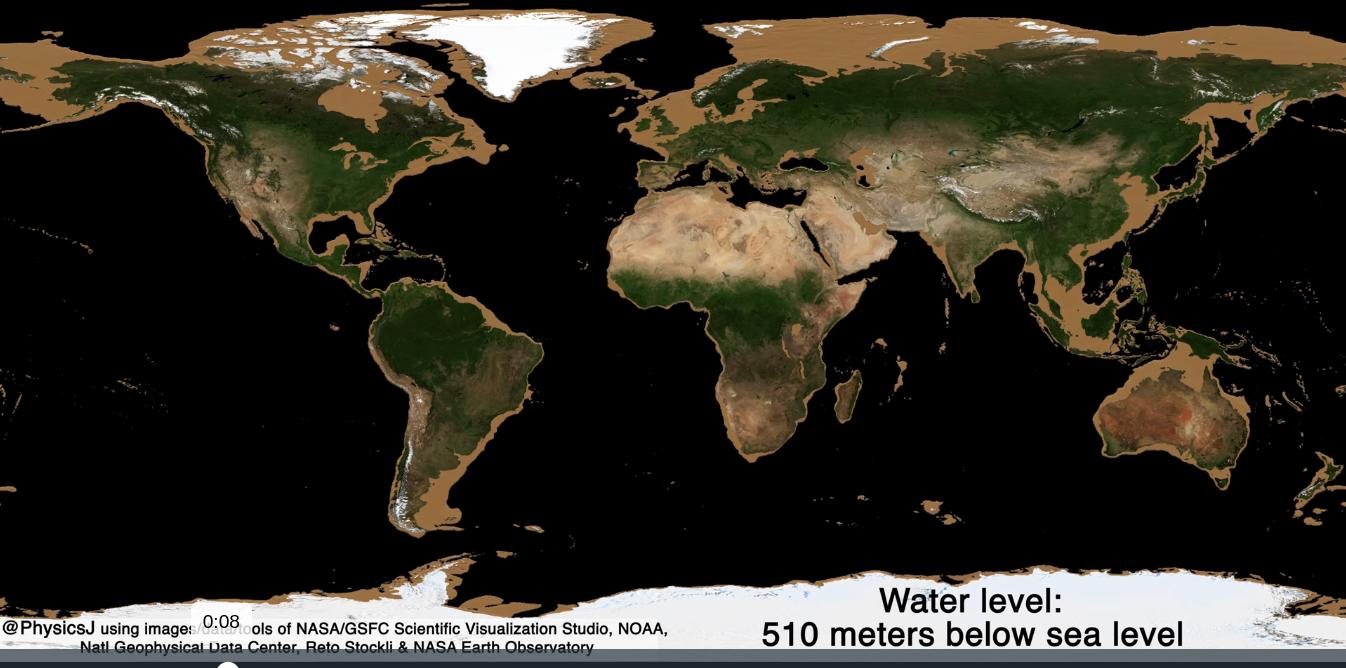 Water level:
510 meters below sea level
0:08
@PhysicsJ using images/data/tools of NASA/GSFC Scientific Visualization Studio, NOAA,
Natl Geophysical Data Center, Reto Stockli & NASA Earth Observatory